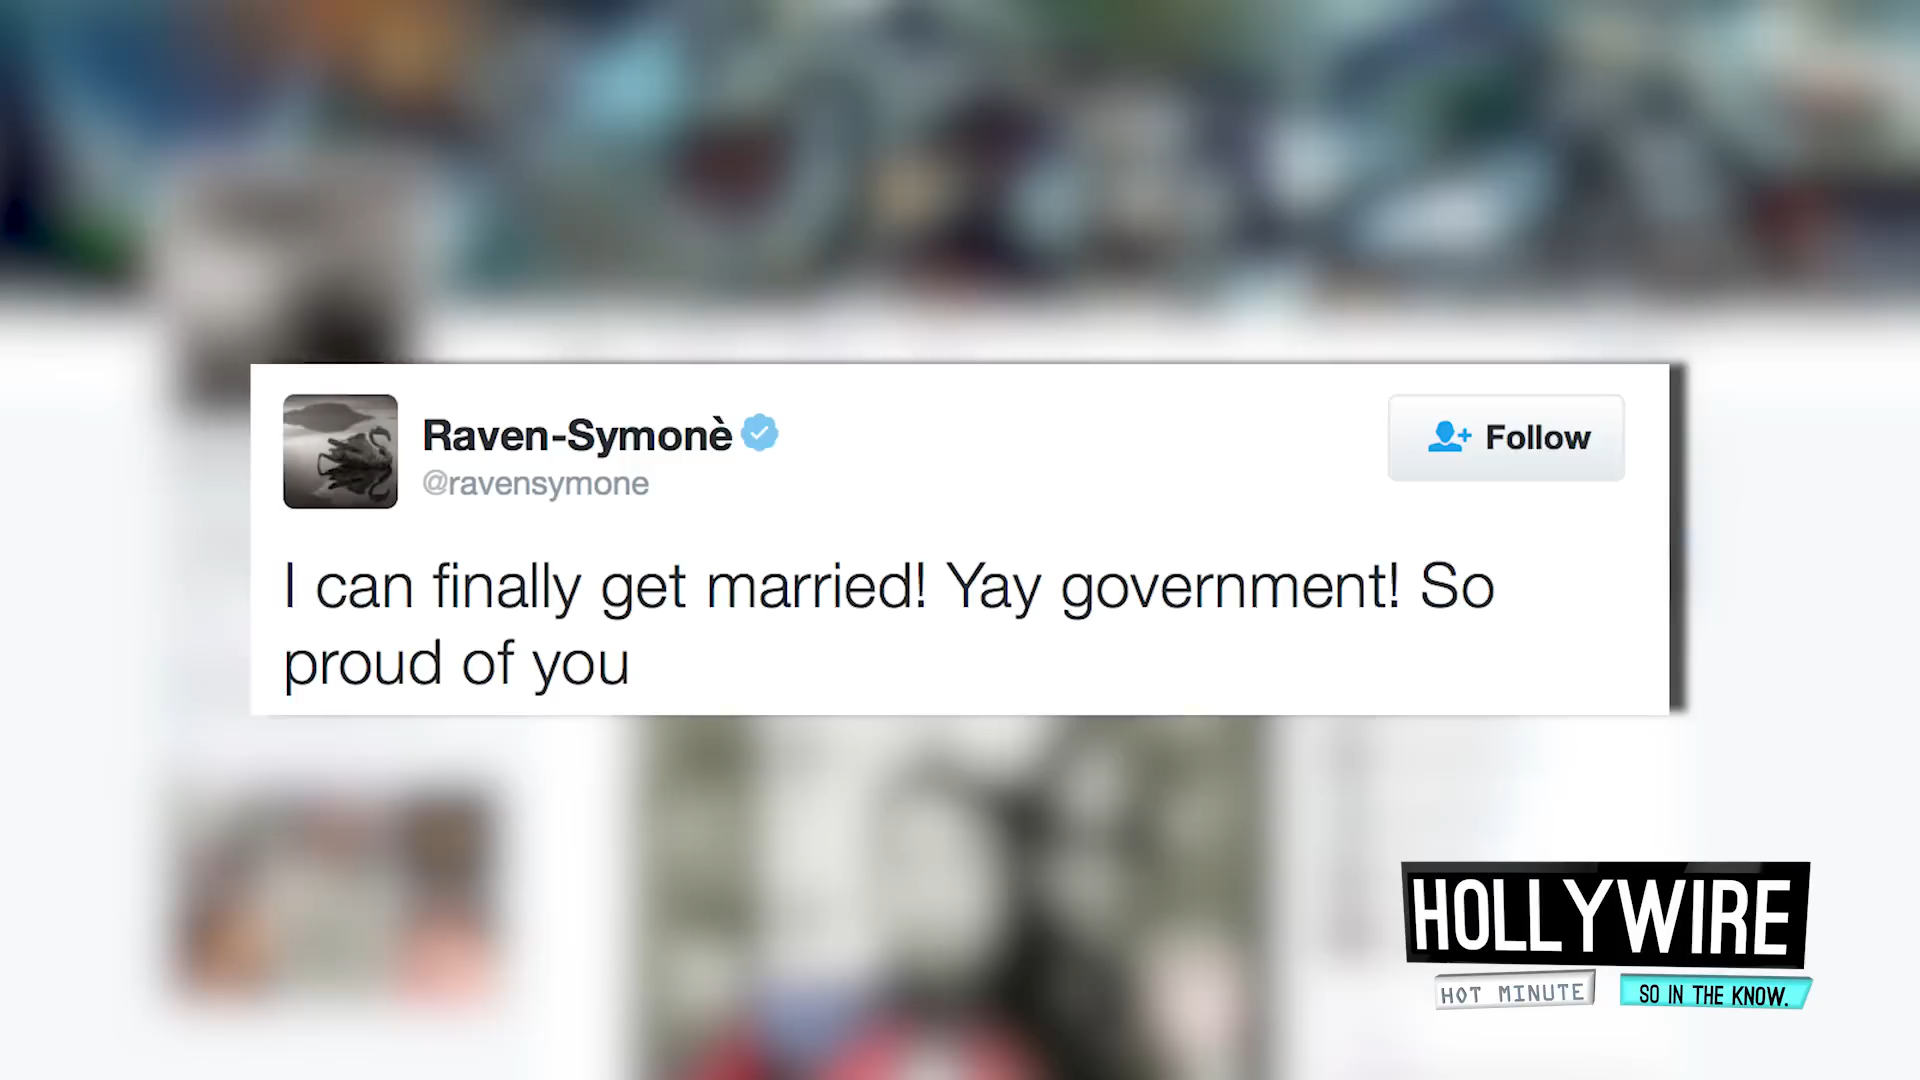 Raven-Symonè
@ravensymone
Follow
I can finally get married! Yay government! So
proud of you
HOLLYWIRE
HOT MINUTE
SO IN THE KNOW.